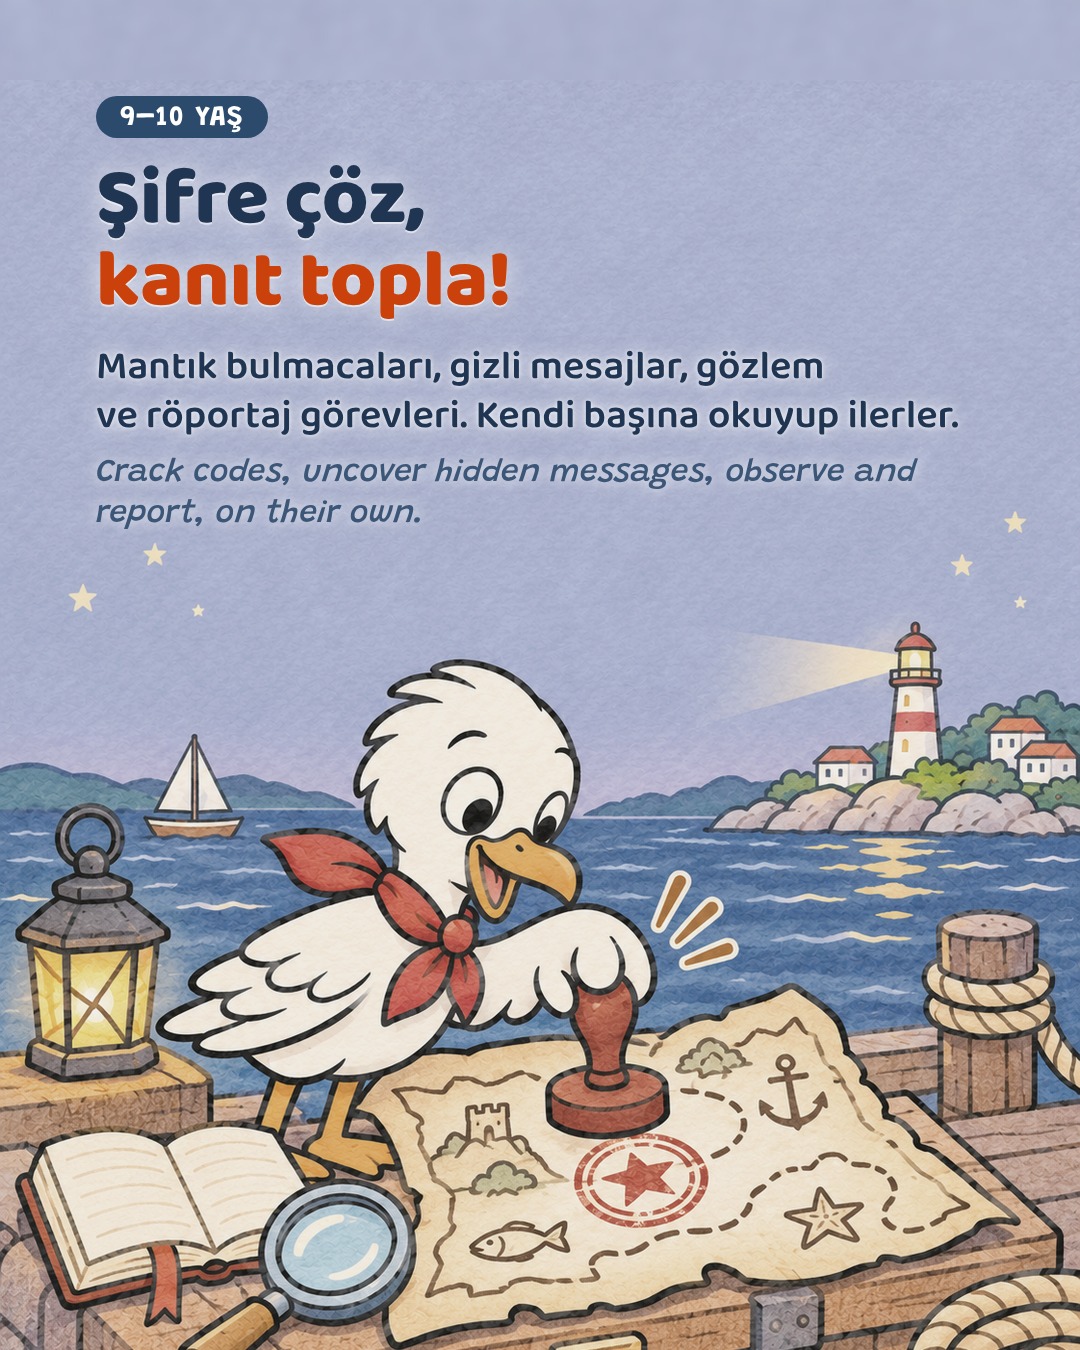 9–10 YAŞ
Şifre çöz,
kanıt topla!
Mantık bulmacaları, gizli mesajlar, gözlem
ve röportaj görevleri. Kendi başına okuyup ilerler.
Crack codes, uncover hidden messages, observe and
report, on their own.